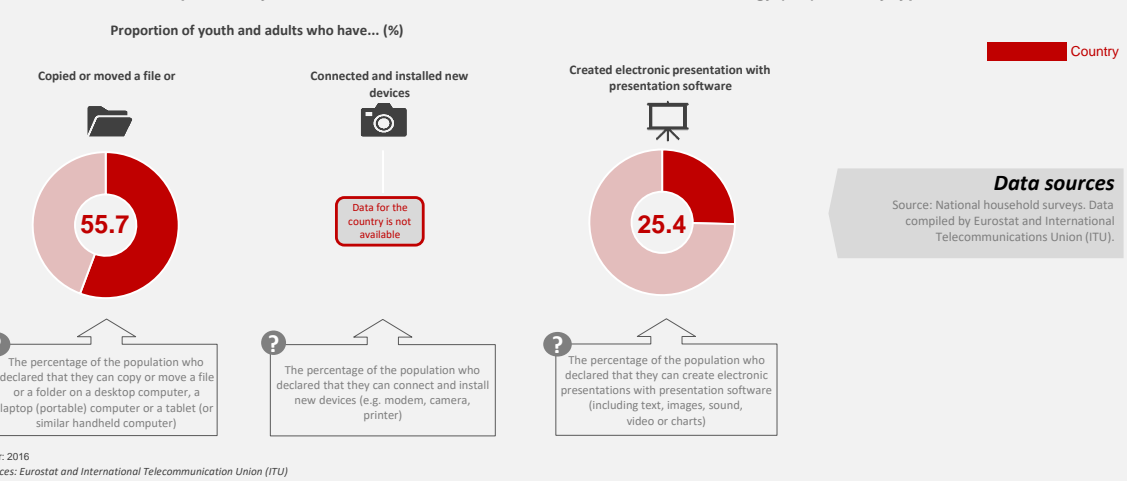 Proportion of youth and adults who have... (%)
Country
Copied or moved a file or
Connected and installed new
devices
Created electronic presentation with
presentation software
55.7
Data for the
country is not
available
25.4
Data sources
Source: National household surveys. Data
compiled by Eurostat and International
Telecommunications Union (ITU).
?
The percentage of the population who
declared that they can copy or move a file
or a folder on a desktop computer, a
laptop (portable) computer or a tablet (or
similar handheld computer)
?
The percentage of the population who
declared that they can connect and install
new devices (e.g. modem, camera,
printer)
?
The percentage of the population who
declared that they can create electronic
presentations with presentation software
(including text, images, sound,
video or charts)
r: 2016
ces: Eurostat and International Telecommunication Union (ITU)